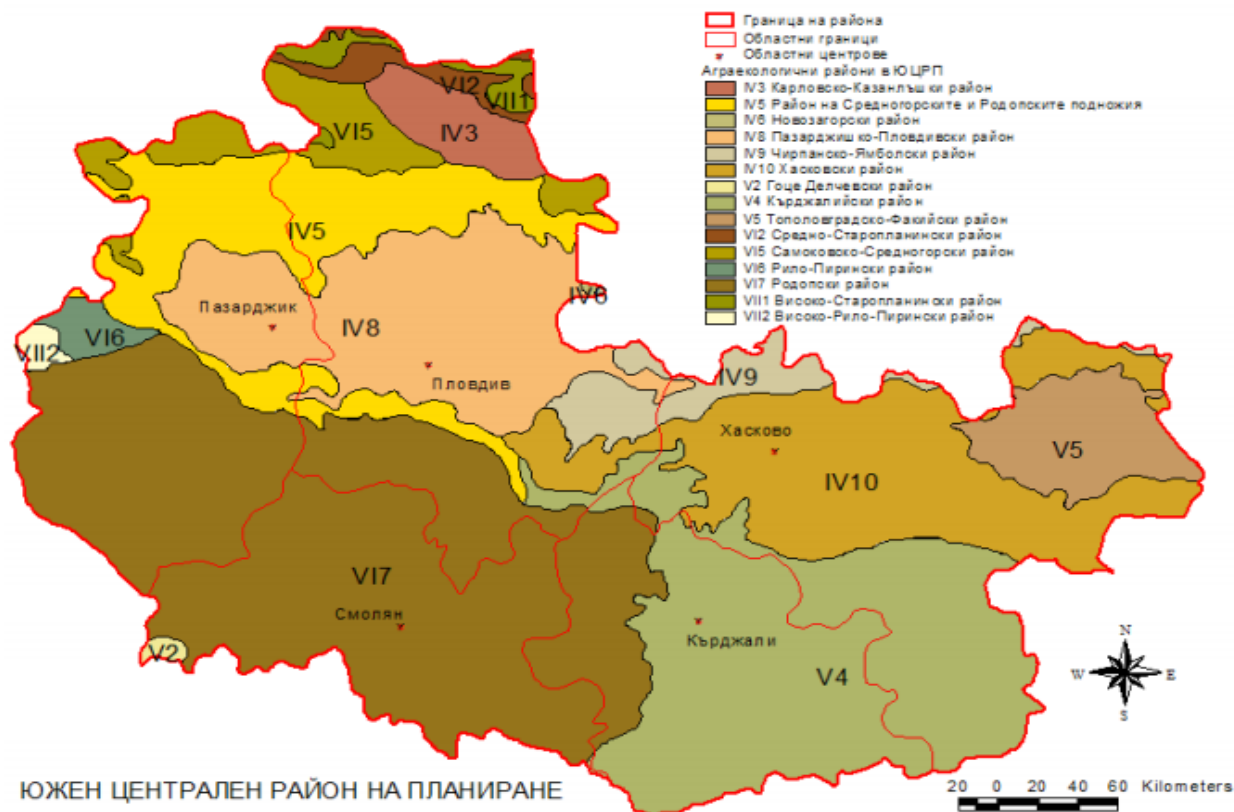 Граница на района
Областни граници
Областни центрове
Аграекологични райони в ЮЦРП
IV3 Карловско-Казанлъшки район
IV5 Район на Средногорските и Родопските подножия
IV6 Новозагорски район
IV8 Пазарджишко-Пловдивски район
IV9 Чирпанско-Ямболски район
IV10 Хасковски район
V2 Гоце Делчевски район
V4 Кърджалийски район
V5 Тополовградско-Факийски район
VI2 Средно-Старопланински район
VI5 Самоковско-Средногорски район
VI6 Рило-Пирински район
VI7 Родопски район
VII1 Високо-Старопланински район
VII2 Високо-Рило-Пирински район
VI2
VII1
VI5
IV3
IV5
IV6
Пазарджик
IV8
VI6
VII2
Пловдив
IV9
Хасково
V5
IV10
VI7
Смолян
Кърджали
V2
V4
N
W
E
S
ЮЖЕН ЦЕНТРАЛЕН РАЙОН НА ПЛАНИРАНЕ
20 0 20 40 60 Kilometers